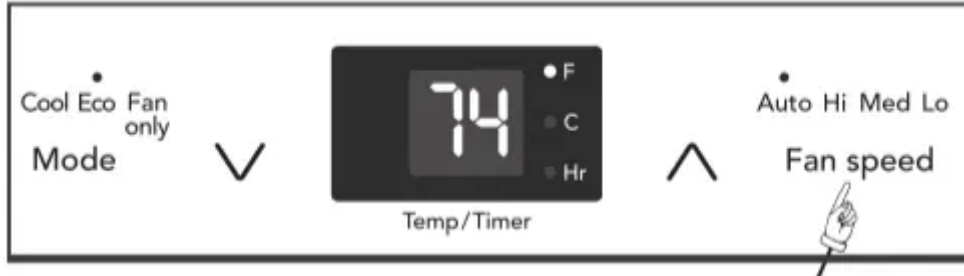 Cool Eco Fan
only
Mode
74
F
C
Hr
Temp/Timer
Auto Hi Med Lo
Fan speed